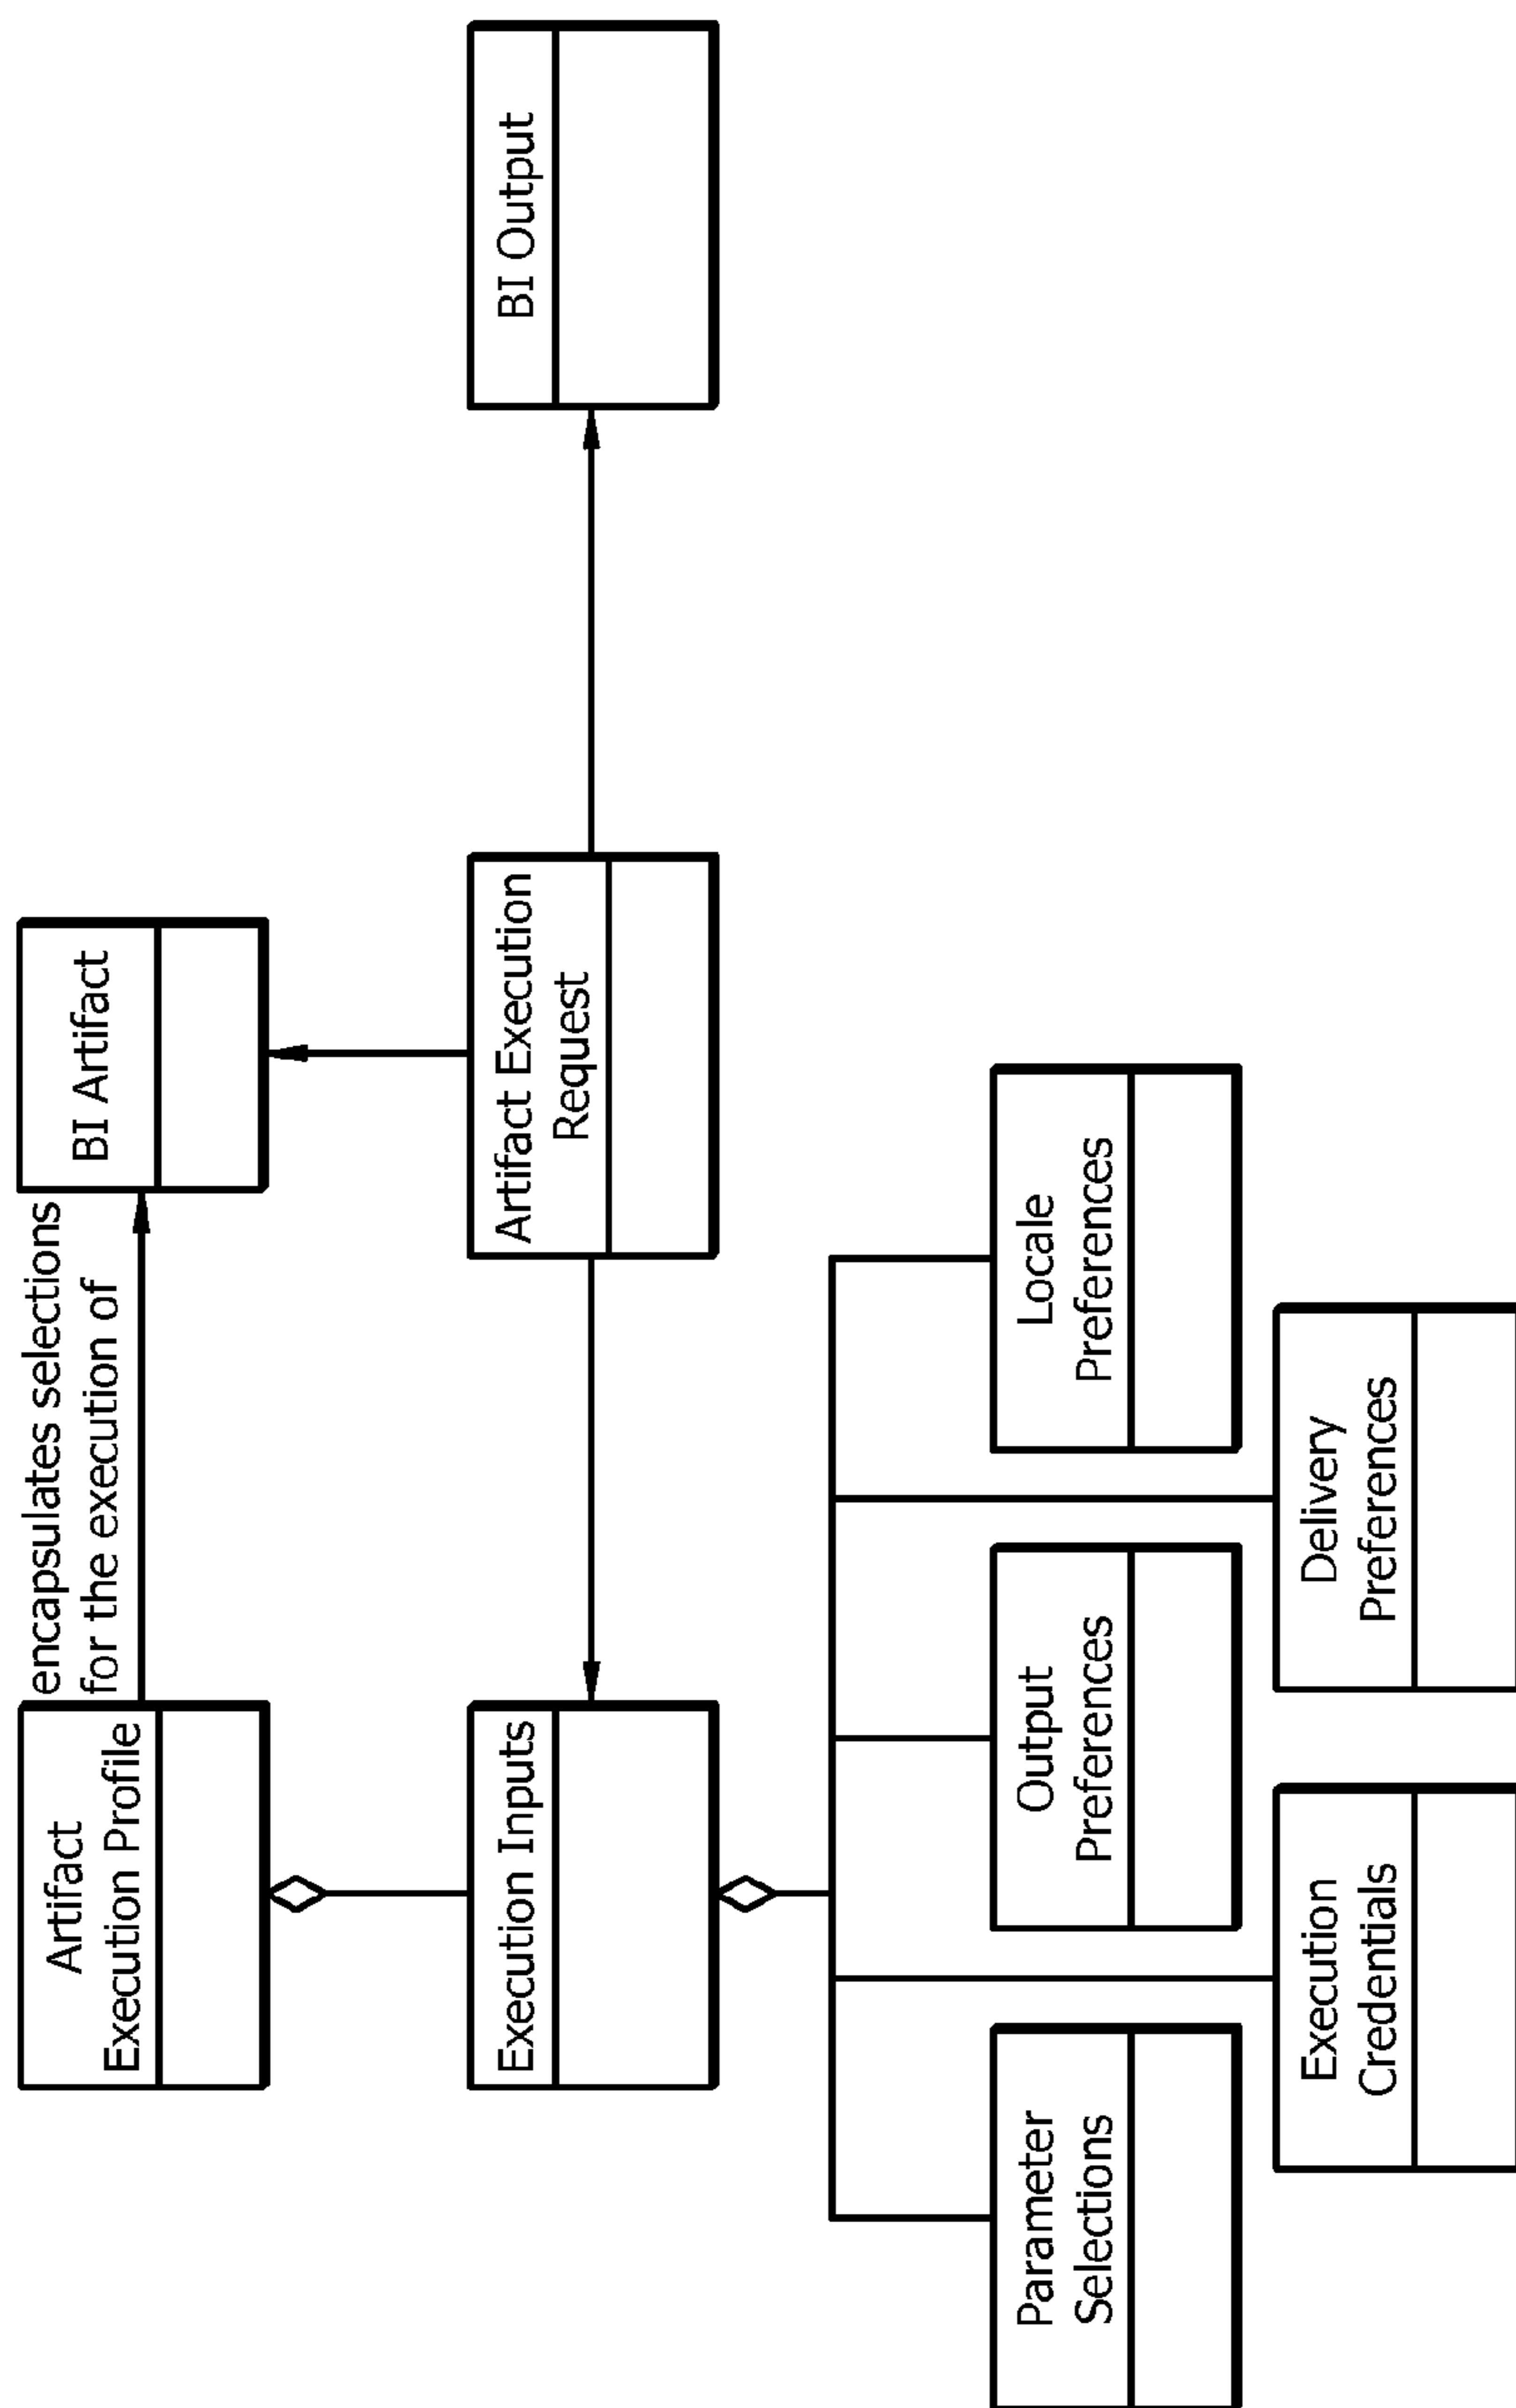 Artifact
Execution Profile
encapsulates selections
for the execution of
BI Artifact
Execution Inputs
Artifact Execution
Request
BI Output
Parameter
Selections
Output
Preferences
Locale
Preferences
Execution
Credentials
Delivery
Preferences